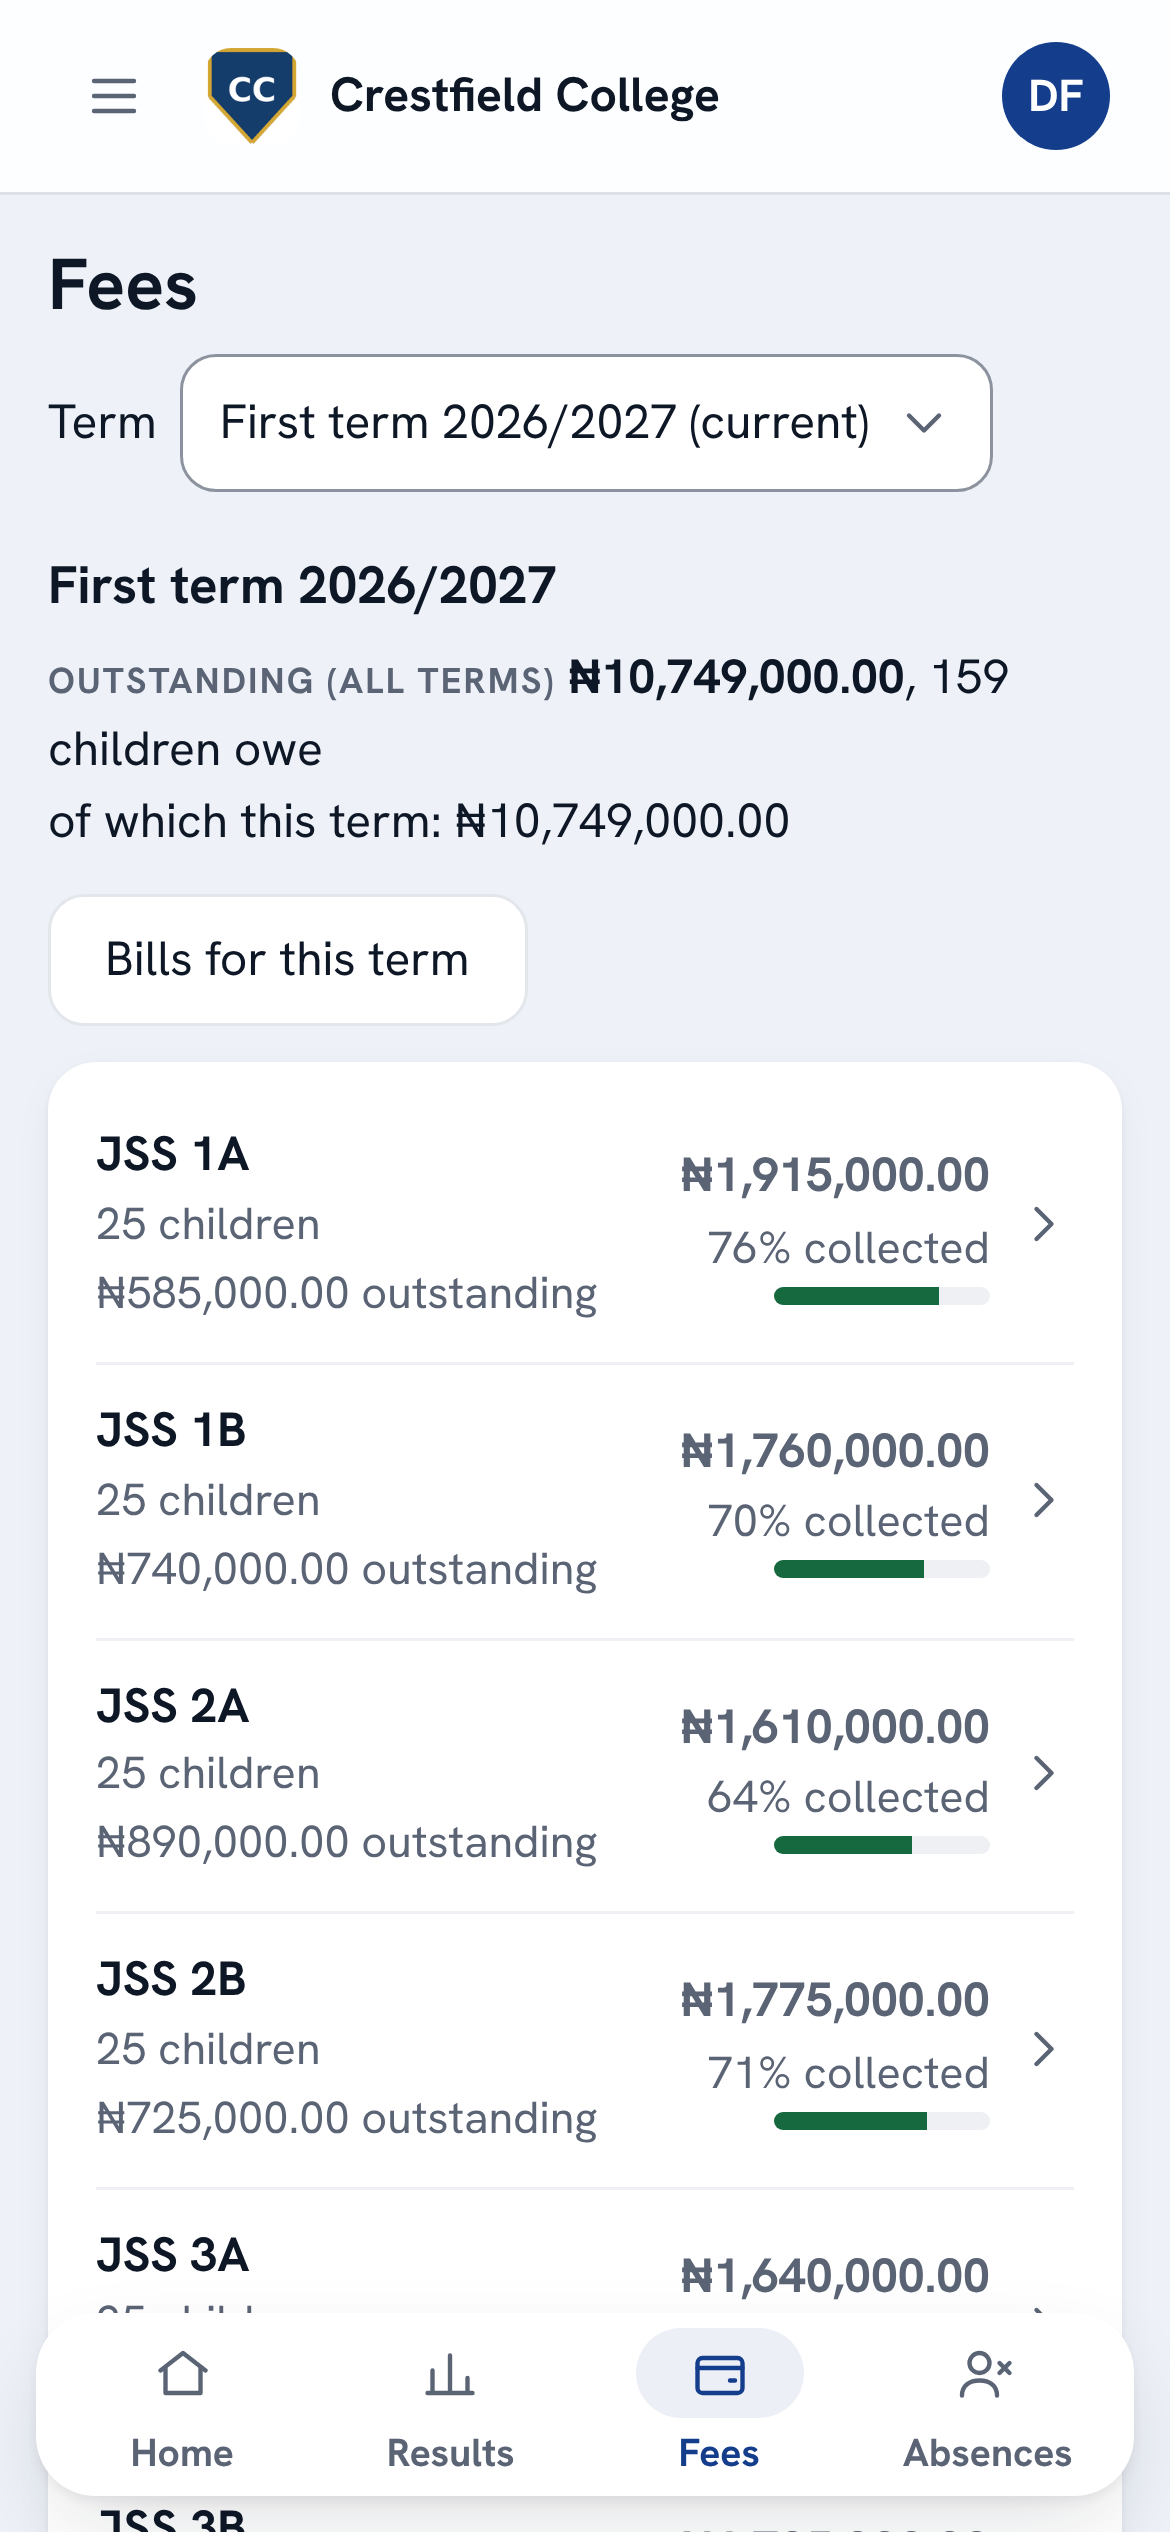 CC
Crestfield College
DF
Fees
Term
First term 2026/2027 (current)
First term 2026/2027
OUTSTANDING (ALL TERMS) ₦10,749,000.00, 159
children owe
of which this term: ₦10,749,000.00
Bills for this term
JSS 1A
25 children
₦585,000.00 outstanding
₦1,915,000.00
76% collected
JSS 1B
25 children
₦740,000.00 outstanding
₦1,760,000.00
70% collected
JSS 2A
25 children
₦890,000.00 outstanding
₦1,610,000.00
64% collected
JSS 2B
25 children
₦725,000.00 outstanding
₦1,775,000.00
71% collected
JSS 3A
₦1,640,000.00
Home
Results
Fees
Absences
JSS 3B